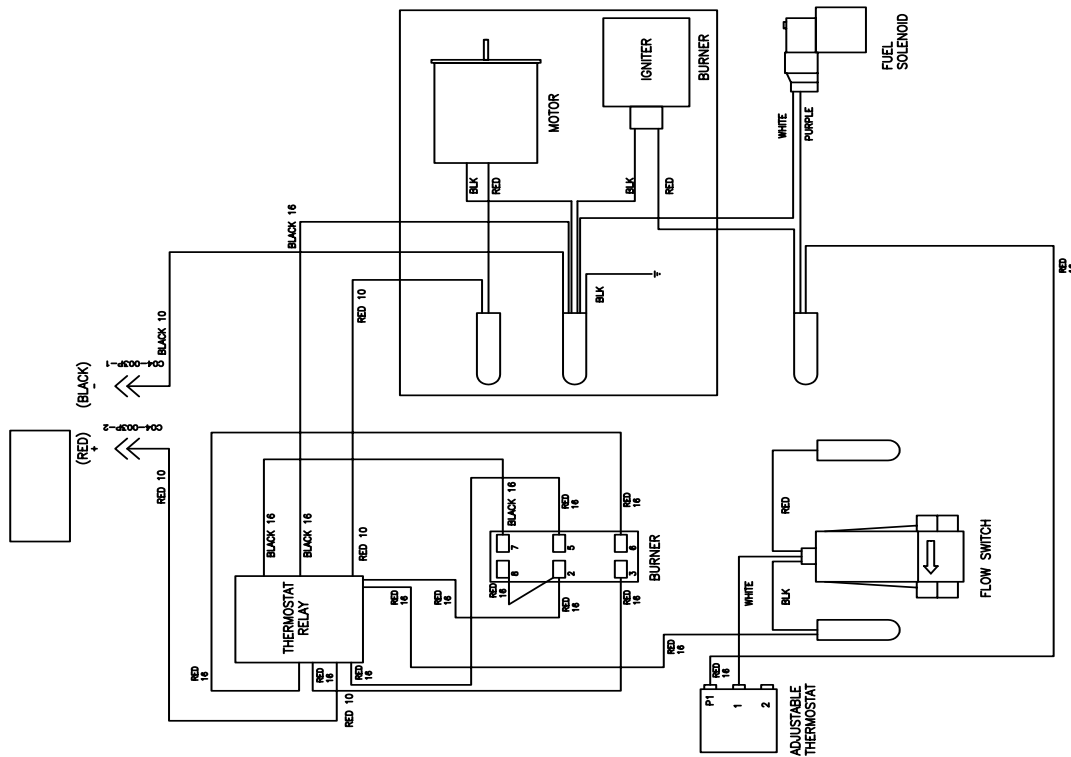 (RED)
+
C04-003P-2
RED 10
(BLACK)
-
C04-003P-1
BLACK 10
BLACK 16
RED 10
MOTOR
BLK
RED
IGNITER
BURNER
BLK
RED
BLK
FUEL
SOLENOID
WHITE
PURPLE
RED
16
THERMOSTAT
RELAY
BLACK 16
BLACK 16
RED 10
RED
16
RED
16
RED
16
RED
16
RED
16
RED 10
BLACK 16
RED
16
RED
16
7
5
6
8
2
3
RED
16
RED
16
RED
16
BURNER
RED
WHITE
BLK
FLOW SWITCH
RED
16
RED
16
P1
1
2
ADJUSTABLE
THERMOSTAT